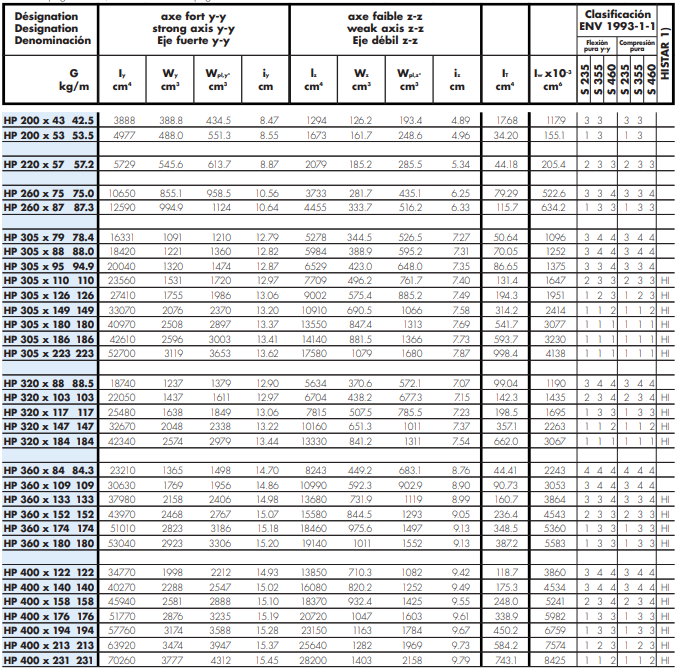 Désignation axe fort y-y axe faible z-z Clasificación
Designation strong axis y-y weak axis z-z ENV 1993-1-1
Denominación Eje fuerte y-y Eje débil z-z
Flexión pura y-y Compresión pura HISTAR 1)
G Iy Wy Wpl,y• iy Iz Wz Wpl,z• iz IT Iw x10-3 S 235 S 355 S 460 S 235 S 355 S 460
kg/m cm4 cm3 cm3 cm cm4 cm3 cm3 cm cm4 cm6
HP 200 x 43 42.5 3888 388.8 434.5 8.47 1294 126.2 193.4 4.89 17.68 1179 3 3 3 3
HP 200 x 53 53.5 4977 488.0 551.3 8.55 1673 161.7 248.6 4.96 34.20 155.1 1 3 1 3
HP 220 x 57 57.2 5729 545.6 613.7 8.87 2079 185.2 285.5 5.34 44.18 205.4 2 3 3 2 3 3
HP 260 x 75 75.0 10650 855.1 958.5 10.56 3733 281.7 435.1 6.25 79.29 522.6 3 3 4 3 3 4
HP 260 x 87 87.3 12590 994.9 1124 10.64 4455 333.7 516.2 6.33 115.7 634.2 1 3 3 1 3 3
HP 305 x 79 78.4 16331 1091 1210 12.79 5278 344.5 526.5 7.27 50.64 1096 3 4 4 3 4 4
HP 305 x 88 88.0 18420 1221 1360 12.82 5984 388.9 595.2 7.31 70.05 1252 3 4 4 3 4 4
HP 305 x 95 94.9 20040 1320 1474 12.87 6529 423.0 648.0 7.35 86.65 1375 3 3 4 3 3 4
HP 305 x 110 110 23560 1531 1720 12.97 7709 496.2 761.7 7.40 131.4 1647 2 3 3 2 3 3 HI
HP 305 x 126 126 27410 1755 1986 13.06 9002 575.4 885.2 7.49 194.3 1951 1 2 3 1 2 3 HI
HP 305 x 149 149 33070 2076 2370 13.20 10910 690.5 1066 7.58 314.2 2414 1 1 2 1 1 2 HI
HP 305 x 180 180 40970 2508 2897 13.37 13550 847.4 1313 7.69 541.7 3077 1 1 1 1 1 1 HI
HP 305 x 186 186 42610 2596 3003 13.41 14140 881.5 1366 7.73 593.7 3230 1 1 1 1 1 1 HI
HP 305 x 223 223 52700 3119 3653 13.62 17580 1079 1680 7.87 998.4 4138 1 1 1 1 1 1 HI
HP 320 x 88 88.5 18740 1237 1379 12.90 5634 370.6 572.1 7.07 99.04 1190 3 4 4 3 4 4
HP 320 x 103 103 22050 1437 1611 12.97 6704 438.2 677.3 7.15 142.3 1435 2 3 4 2 3 4 HI
HP 320 x 117 117 25480 1638 1849 13.06 7815 507.5 785.5 7.23 198.5 1695 1 3 3 1 3 3 HI
HP 320 x 147 147 32670 2048 2338 13.22 10160 651.3 1011 7.37 357.1 2263 1 1 2 1 1 2 HI
HP 320 x 184 184 42340 2574 2979 13.44 13330 841.2 1311 7.54 662.0 3067 1 1 1 1 1 1 HI
HP 360 x 84 84.3 23210 1365 1498 14.70 8243 449.2 683.1 8.76 44.41 2243 4 4 4 4 4 4
HP 360 x 109 109 30630 1769 1956 14.86 10990 592.3 902.9 8.90 90.73 3053 3 4 4 3 4 4
HP 360 x 133 133 37980 2158 2406 14.98 13680 731.9 1119 8.99 160.7 3864 3 3 4 3 3 4 HI
HP 360 x 152 152 43970 2468 2767 15.07 15580 844.5 1293 9.05 236.4 4543 2 3 3 2 3 3 HI
HP 360 x 174 174 51010 2823 3186 15.18 18460 975.6 1497 9.13 348.5 5360 1 3 3 1 3 3 HI
HP 360 x 180 180 53040 2923 3306 15.20 19140 1011 1552 9.13 387.2 5583 1 3 3 1 3 3 HI
HP 400 x 122 122 34770 1998 2212 14.93 13850 710.3 1082 9.42 118.7 3860 3 4 4 3 4 4
HP 400 x 140 140 40270 2288 2547 15.02 16080 820.2 1252 9.49 175.3 4534 3 4 4 3 4 4 HI
HP 400 x 158 158 45940 2581 2888 15.10 18370 932.4 1425 9.55 248.0 5241 2 3 4 2 3 4 HI
HP 400 x 176 176 51770 2876 3235 15.19 20720 1047 1603 9.61 338.9 5982 1 3 3 1 3 3 HI
HP 400 x 194 194 57760 3174 3588 15.28 23150 1163 1784 9.67 450.2 6759 1 3 3 1 3 3 HI
HP 400 x 213 213 63920 3474 3947 15.37 25640 1282 1969 9.73 584.2 7574 1 2 3 1 2 3 HI
HP 400 x 231 231 70260 3777 4312 15.45 28200 1403 2158 9.79 743.1 8425 1 1 2 1 1 2 HI